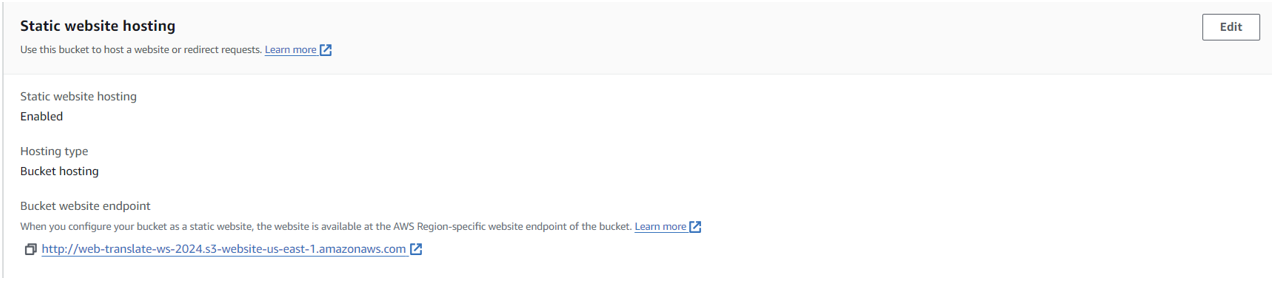 Static website hosting
Edit
Use this bucket to host a website or redirect requests. Learn more
Static website hosting
Enabled
Hosting type
Bucket hosting
Bucket website endpoint
When you configure your bucket as a static website, the website is available at the AWS Region-specific website endpoint of the bucket. Learn more
http://web-translate-ws-2024.s3-website-us-east-1.amazonaws.com